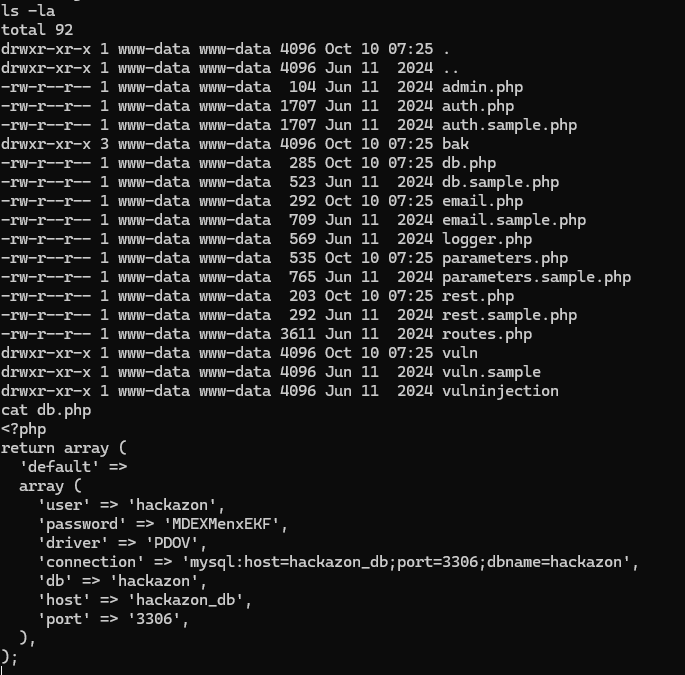 ls -la
total 92
drwxr-xr-x 1 www-data www-data 4096 Oct 10 07:25 .
drwxr-xr-x 1 www-data www-data 4096 Jun 11  2024 ..
-rw-r--r-- 1 www-data www-data  104 Jun 11  2024 admin.php
-rw-r--r-- 1 www-data www-data 1707 Jun 11  2024 auth.php
-rw-r--r-- 1 www-data www-data 1707 Jun 11  2024 auth.sample.php
drwxr-xr-x 3 www-data www-data 4096 Oct 10 07:25 bak
-rw-r--r-- 1 www-data www-data  285 Oct 10 07:25 db.php
-rw-r--r-- 1 www-data www-data  523 Jun 11  2024 db.sample.php
-rw-r--r-- 1 www-data www-data  292 Oct 10 07:25 email.php
-rw-r--r-- 1 www-data www-data  709 Jun 11  2024 email.sample.php
-rw-r--r-- 1 www-data www-data  569 Jun 11  2024 logger.php
-rw-r--r-- 1 www-data www-data  535 Oct 10 07:25 parameters.php
-rw-r--r-- 1 www-data www-data  765 Jun 11  2024 parameters.sample.php
-rw-r--r-- 1 www-data www-data  203 Oct 10 07:25 rest.php
-rw-r--r-- 1 www-data www-data  292 Jun 11  2024 rest.sample.php
-rw-r--r-- 1 www-data www-data 3611 Jun 11  2024 routes.php
drwxr-xr-x 1 www-data www-data 4096 Oct 10 07:25 vuln
drwxr-xr-x 1 www-data www-data 4096 Jun 11  2024 vuln.sample
drwxr-xr-x 1 www-data www-data 4096 Jun 11  2024 vulninjection
cat db.php
<?php
return array (
  'default' =>
  array (
    'user' => 'hackazon',
    'password' => 'MDEXMenxEKF',
    'driver' => 'PDOV',
    'connection' => 'mysql:host=hackazon_db;port=3306;dbname=hackazon',
    'db' => 'hackazon',
    'host' => 'hackazon_db',
    'port' => '3306',
  ),
);